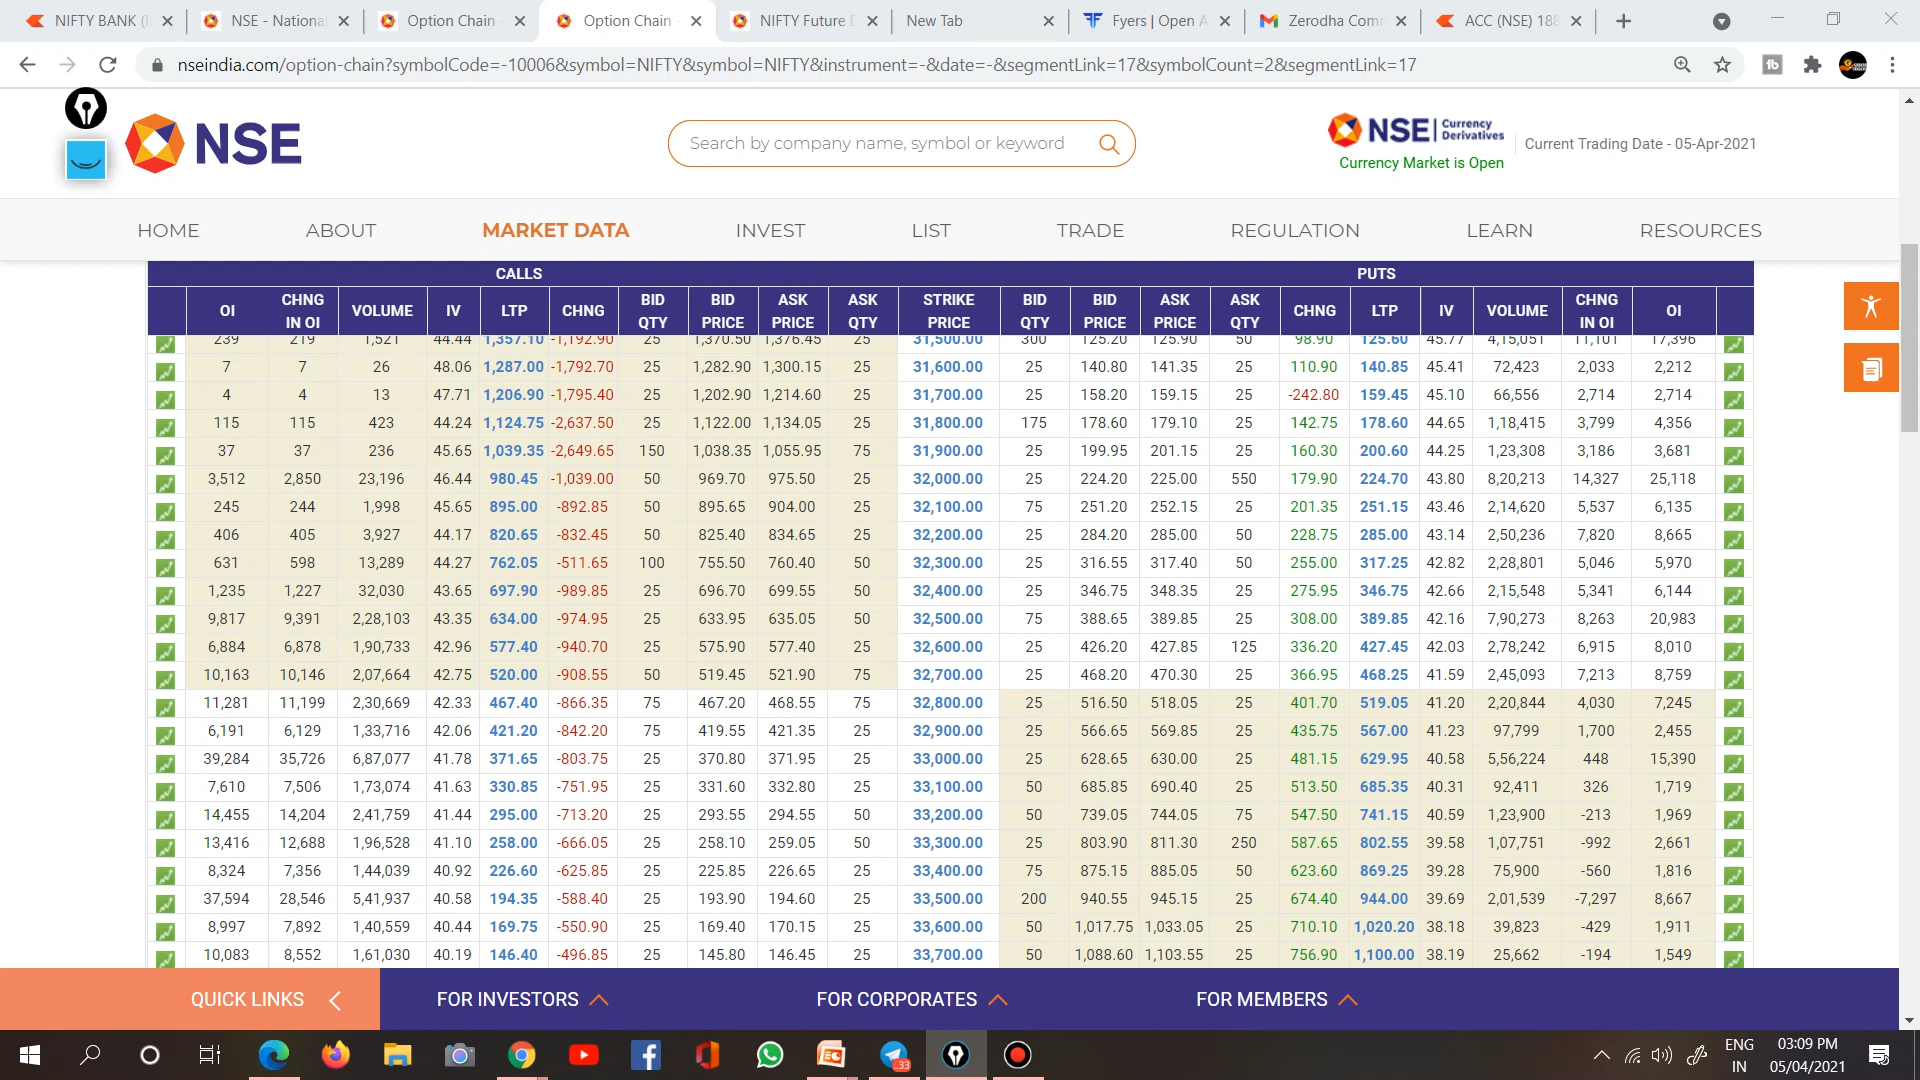 NIFTY BANK (I
NSE - National
Option Chain -
Option Chain -
NIFTY Future D
New Tab
Fyers | Open A
Zerodha Comm
ACC (NSE) 188
nseindia.com/option-chain?symbolCode=-10006&symbol=NIFTY&symbol=NIFTY&instrument=-&date=-&segmentLink=17&symbolCount=2&segmentLink=17
NSE
Search by company name, symbol or keyword
NSE Currency Derivatives
Currency Market is Open
Current Trading Date - 05-Apr-2021
HOME ABOUT MARKET DATA INVEST LIST TRADE REGULATION LEARN RESOURCES
CALLS PUTS
OI CHNG IN OI VOLUME IV LTP CHNG BID QTY BID PRICE ASK PRICE ASK QTY STRIKE PRICE BID QTY BID PRICE ASK PRICE ASK QTY CHNG LTP IV VOLUME CHNG IN OI OI
239 219 1,521 44.44 1,357.10 -1,192.90 25 1,370.50 1,376.45 25 31,500.00 300 125.20 125.90 50 98.90 125.60 45.77 4,15,051 11,101 17,396
7 7 26 48.06 1,287.00 -1,792.70 25 1,282.90 1,300.15 25 31,600.00 25 140.80 141.35 25 110.90 140.85 45.41 72,423 2,033 2,212
4 4 13 47.71 1,206.90 -1,795.40 25 1,202.90 1,214.60 25 31,700.00 25 158.20 159.15 25 -242.80 159.45 45.10 66,556 2,714 2,714
115 115 423 44.24 1,124.75 -2,637.50 25 1,122.00 1,134.05 25 31,800.00 175 178.60 179.10 25 142.75 178.60 44.65 1,18,415 3,799 4,356
37 37 236 45.65 1,039.35 -2,649.65 150 1,038.35 1,055.95 75 31,900.00 25 199.95 201.15 25 160.30 200.60 44.25 1,23,308 3,186 3,681
3,512 2,850 23,196 46.44 980.45 -1,039.00 50 969.70 975.50 25 32,000.00 25 224.20 225.00 550 179.90 224.70 43.80 8,20,213 14,327 25,118
245 244 1,998 45.65 895.00 -892.85 50 895.65 904.00 25 32,100.00 75 251.20 252.15 25 201.35 251.15 43.46 2,14,620 5,537 6,135
406 405 3,927 44.17 820.65 -832.45 50 825.40 834.65 25 32,200.00 25 284.20 285.00 50 228.75 285.00 43.14 2,50,236 7,820 8,665
631 598 13,289 44.27 762.05 -511.65 100 755.50 760.40 50 32,300.00 25 316.55 317.40 50 255.00 317.25 42.82 2,28,801 5,046 5,970
1,235 1,227 32,030 43.65 697.90 -989.85 25 696.70 699.55 50 32,400.00 25 346.75 348.35 25 275.95 346.75 42.66 2,15,548 5,341 6,144
9,817 9,391 2,28,103 43.35 634.00 -974.95 25 633.95 635.05 50 32,500.00 75 388.65 389.85 25 308.00 389.85 42.16 7,90,273 8,263 20,983
6,884 6,878 1,90,733 42.96 577.40 -940.70 25 575.90 577.40 25 32,600.00 25 426.20 427.85 125 336.20 427.45 42.03 2,78,242 6,915 8,010
10,163 10,146 2,07,664 42.75 520.00 -908.55 50 519.45 521.90 75 32,700.00 25 468.20 470.30 25 366.95 468.25 41.59 2,45,093 7,213 8,759
11,281 11,199 2,30,669 42.33 467.40 -866.35 75 467.20 468.55 75 32,800.00 25 516.50 518.05 25 401.70 519.05 41.20 2,20,844 4,030 7,245
6,191 6,129 1,33,716 42.06 421.20 -842.20 75 419.55 421.35 25 32,900.00 25 566.65 569.85 25 435.75 567.00 41.23 97,799 1,700 2,455
39,284 35,726 6,87,077 41.78 371.65 -803.75 25 370.80 371.95 25 33,000.00 25 628.65 630.00 25 481.15 629.95 40.58 5,56,224 448 15,390
7,610 7,506 1,73,074 41.63 330.85 -751.95 25 331.60 332.80 25 33,100.00 50 685.85 690.40 25 513.50 685.35 40.31 92,411 326 1,719
14,455 14,204 2,41,759 41.44 295.00 -713.20 25 293.55 294.55 50 33,200.00 50 739.05 744.05 75 547.50 741.15 40.59 1,23,900 -213 1,969
13,416 12,688 1,96,528 41.10 258.00 -666.05 25 258.10 259.05 50 33,300.00 25 803.90 811.30 250 587.65 802.55 39.58 1,07,751 -992 2,661
8,324 7,356 1,44,039 40.92 226.60 -625.85 25 225.85 226.65 25 33,400.00 75 875.15 885.05 50 623.60 869.25 39.28 75,900 -560 1,816
37,594 28,546 5,41,937 40.58 194.35 -588.40 25 193.90 194.60 25 33,500.00 200 940.55 945.15 25 674.40 944.00 39.69 2,01,539 -7,297 8,667
8,997 7,892 1,40,559 40.44 169.75 -550.90 25 169.40 170.15 25 33,600.00 50 1,017.75 1,033.05 25 710.10 1,020.20 38.18 39,823 -429 1,911
10,083 8,552 1,61,030 40.19 146.40 -496.85 25 145.80 146.45 25 33,700.00 50 1,088.60 1,103.55 25 756.90 1,100.00 38.19 25,662 -194 1,549
QUICK LINKS FOR INVESTORS FOR CORPORATES FOR MEMBERS
33
ENG
IN
03:09 PM
05/04/2021